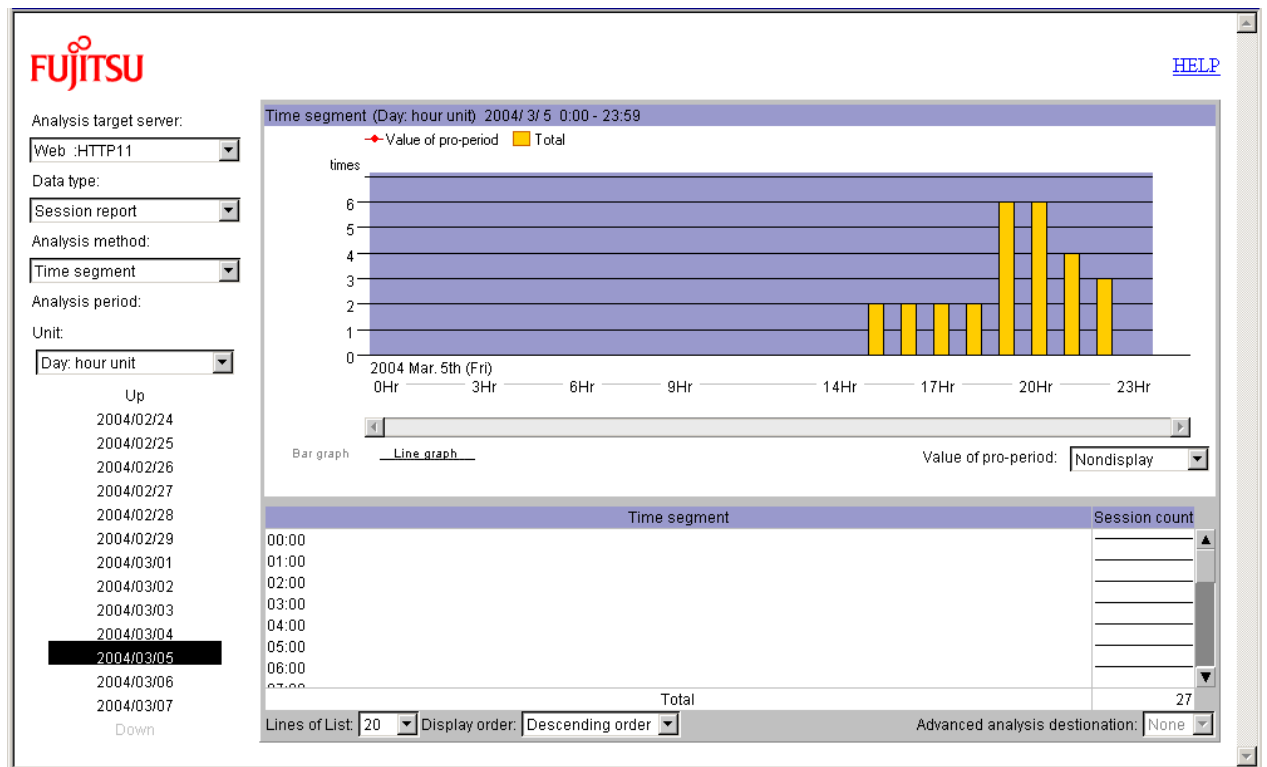 FUJITSU
HELP
Analysis target server:
Web :HTTP11
Data type:
Session report
Analysis method:
Time segment
Analysis period:
Unit:
Day: hour unit
Up
2004/02/24
2004/02/25
2004/02/26
2004/02/27
2004/02/28
2004/02/29
2004/03/01
2004/03/02
2004/03/03
2004/03/04
2004/03/05
2004/03/06
2004/03/07
Down
Time segment (Day: hour unit) 2004/ 3/ 5 0:00 - 23:59
Value of pro-period Total
times
6
5
4
3
2
1
0
2004 Mar. 5th (Fri)
0Hr 3Hr 6Hr 9Hr 14Hr 17Hr 20Hr 23Hr
Bar graph Line graph Value of pro-period: Nondisplay
Time segment Session count
00:00
01:00
02:00
03:00
04:00
05:00
06:00
07:00
Total 27
Lines of List: 20 Display order: Descending order Advanced analysis destionation: None